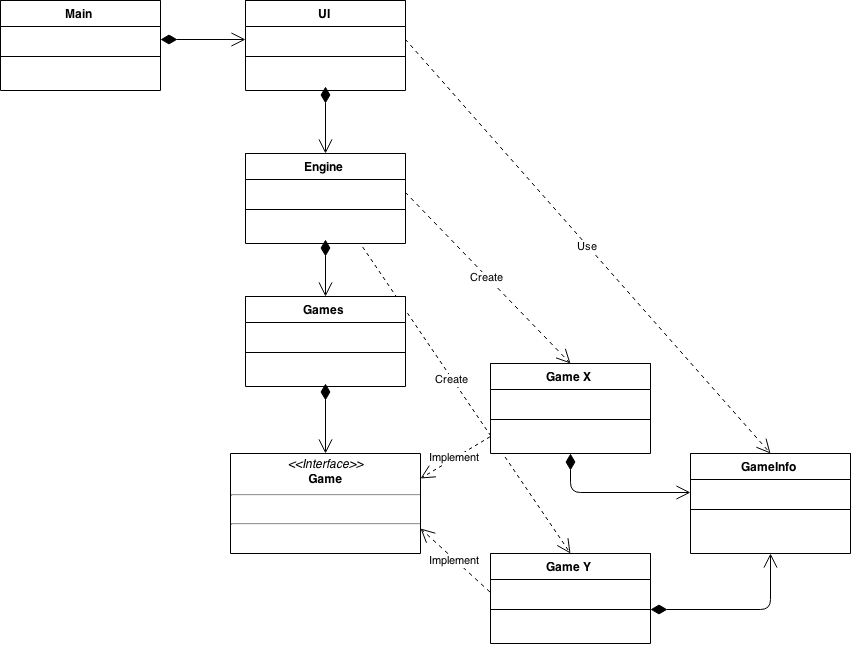 Main
UI
Engine
Use
Create
Games
Game X
Create
Implement
<<Interface>>
Game
GameInfo
Implement
Game Y